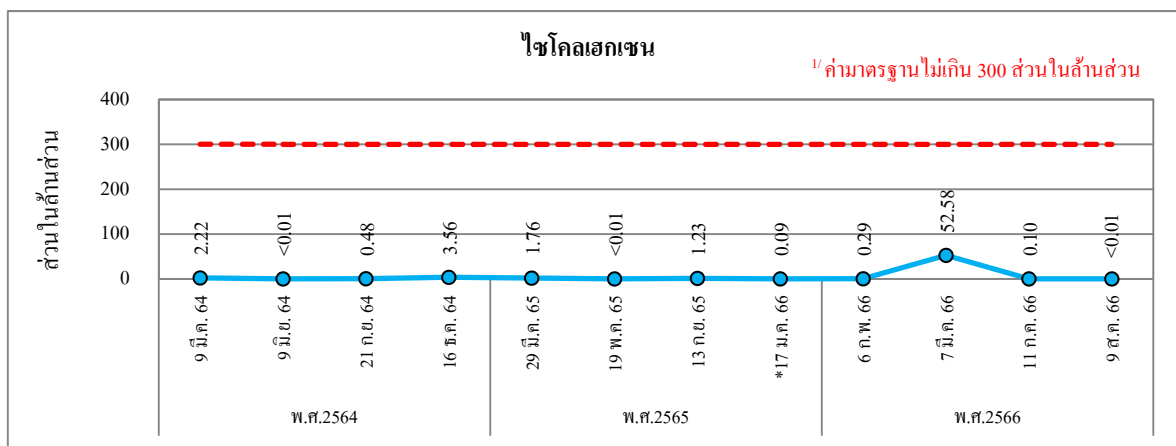 ไซโคลเฮกเซน
1/ ค่ามาตรฐานไม่เกิน 300 ส่วนในล้านส่วน
ส่วนในล้านส่วน
400
300
200
100
0
2.22
<0.01
0.48
3.56
1.76
<0.01
1.23
0.09
0.29
52.58
0.10
<0.01
9 มี.ค. 64
9 มิ.ย. 64
21 ก.ย. 64
16 ธ.ค. 64
29 มี.ค. 65
19 พ.ค. 65
13 ก.ย. 65
*17 ม.ค. 66
6 ก.พ. 66
7 มี.ค. 66
11 ก.ค. 66
9 ส.ค. 66
พ.ศ.2564
พ.ศ.2565
พ.ศ.2566